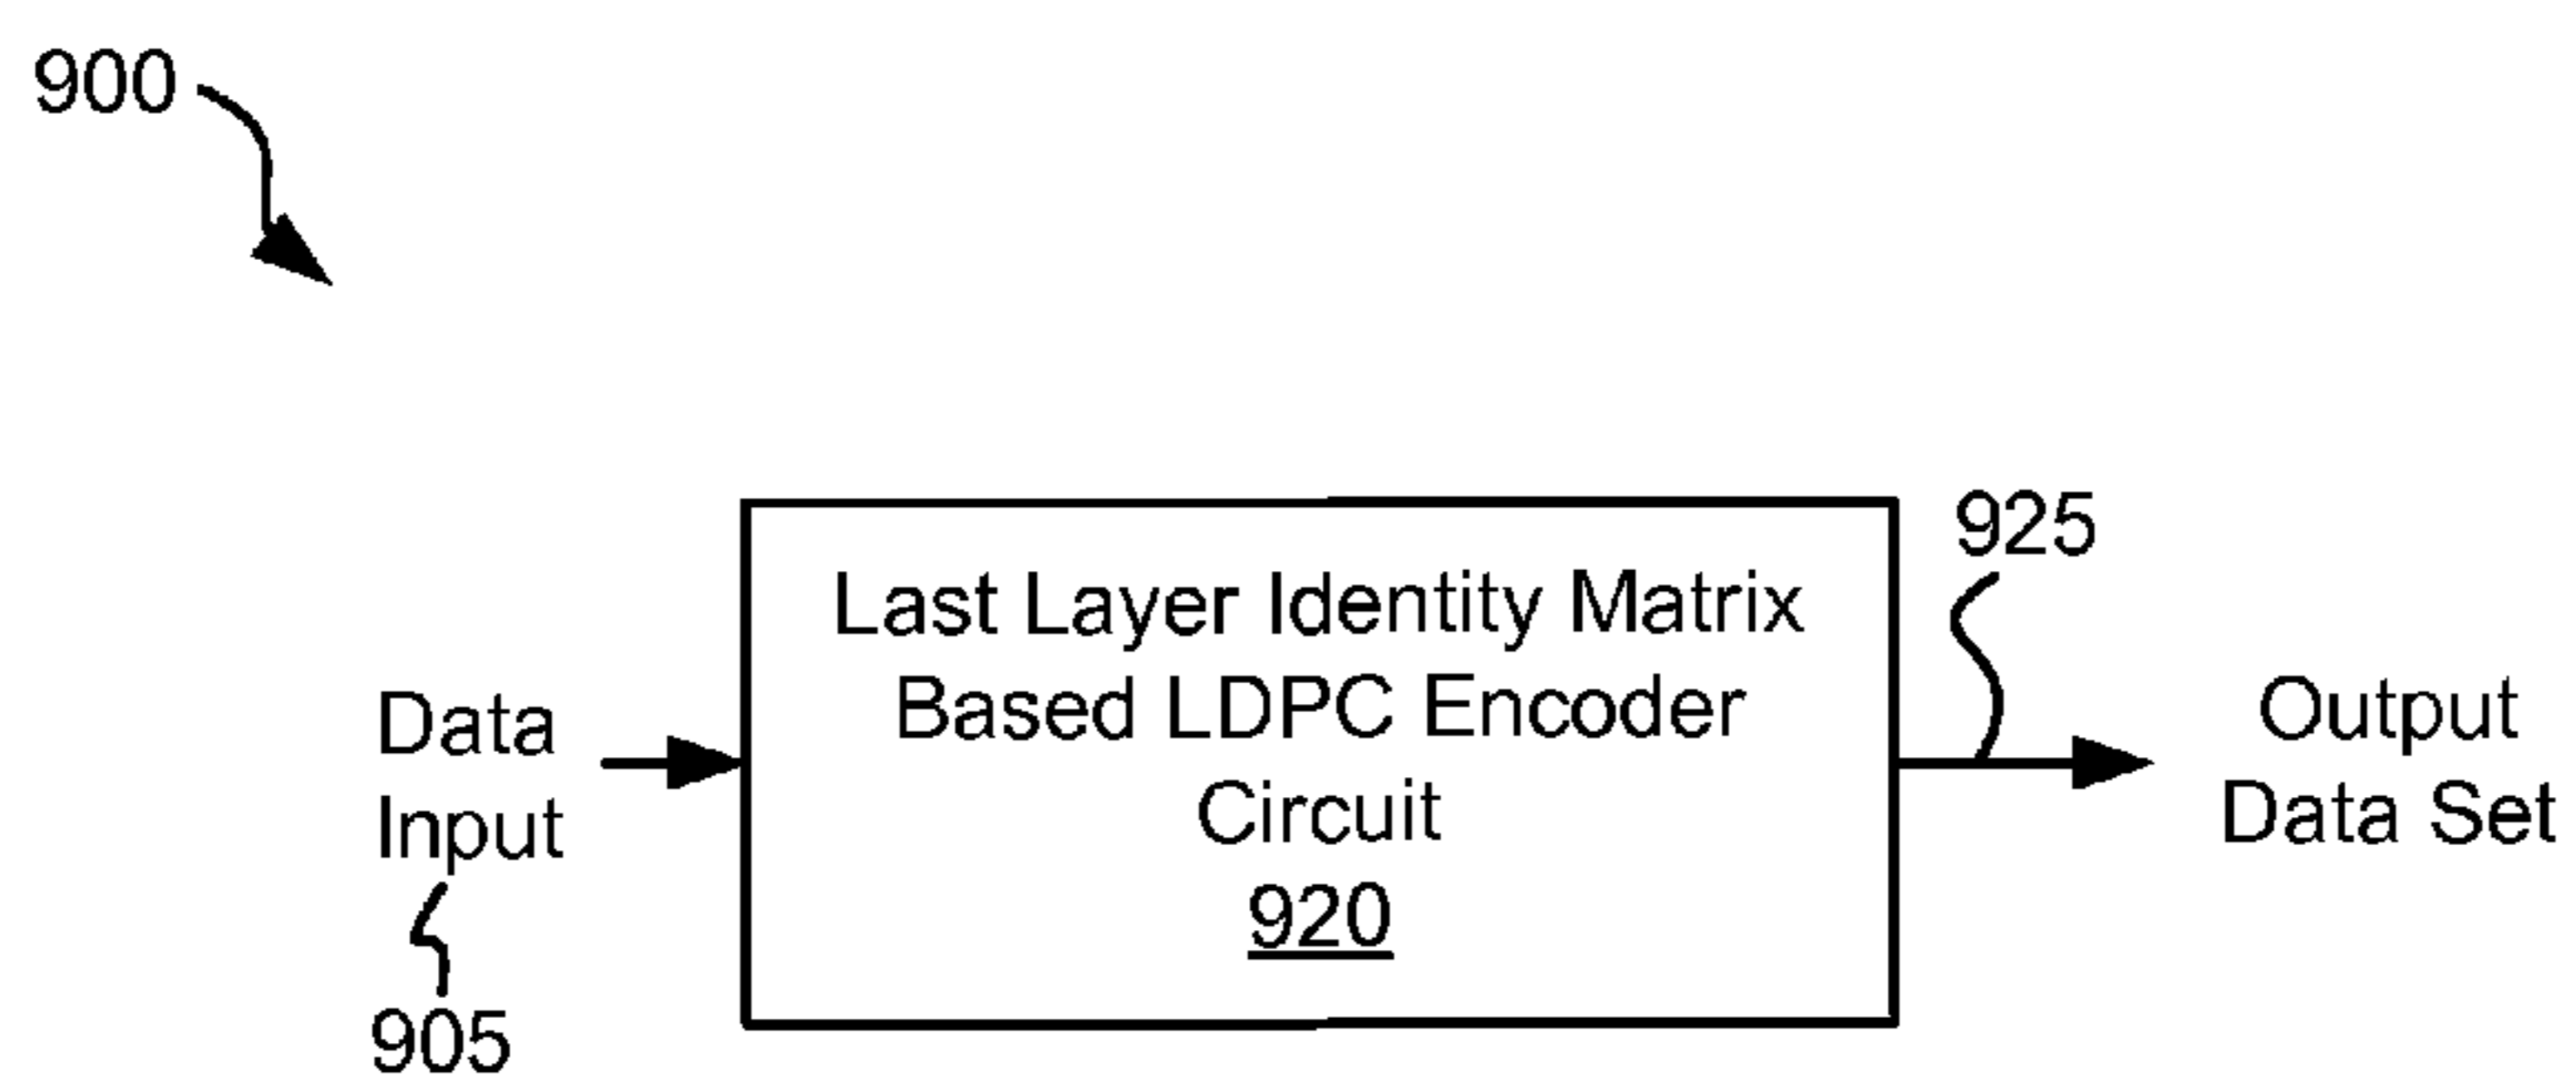 900
925
Last Layer Identity Matrix
Based LDPC Encoder
Circuit
920
Data
Input
905
Output
Data Set